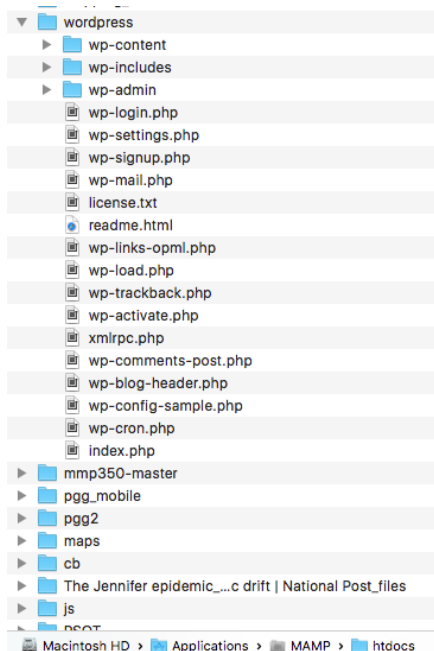 wordpress
wp-content
wp-includes
wp-admin
wp-login.php
wp-settings.php
wp-signup.php
wp-mail.php
license.txt
readme.html
wp-links-opml.php
wp-load.php
wp-trackback.php
wp-activate.php
xmlrpc.php
wp-comments-post.php
wp-blog-header.php
wp-config-sample.php
wp-cron.php
index.php
mmp350-master
pgg_mobile
pgg2
maps
cb
The Jennifer epidemic_...c drift | National Post_files
js
Macintosh HD › Applications › MAMP › htdocs